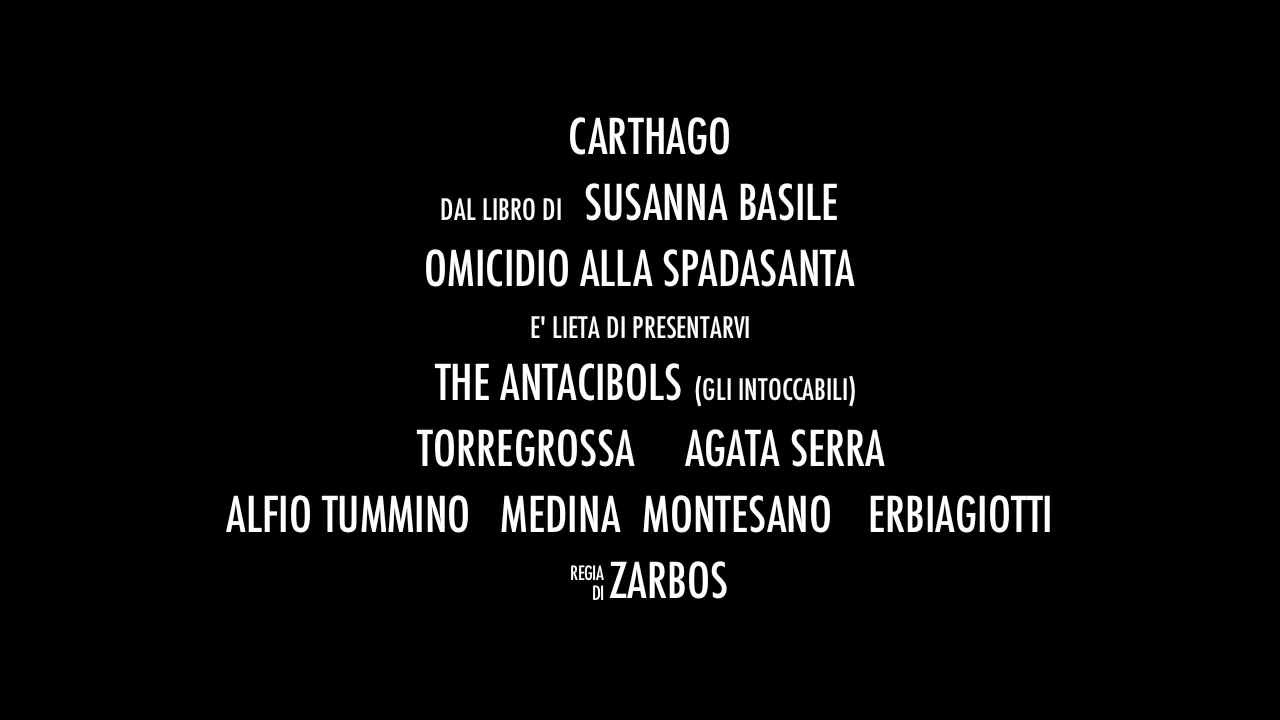 CARTHAGO
DAL LIBRO DI SUSANNA BASILE
OMICIDIO ALLA SPADASANTA
E' LIETA DI PRESENTARVI
THE ANTACIBOLS (GLI INTOCCABILI)
TORREGROSSA AGATA SERRA
ALFIO TUMMINO MEDINA MONTESANO ERBIAGIOTTI
REGIA DI ZARBOS